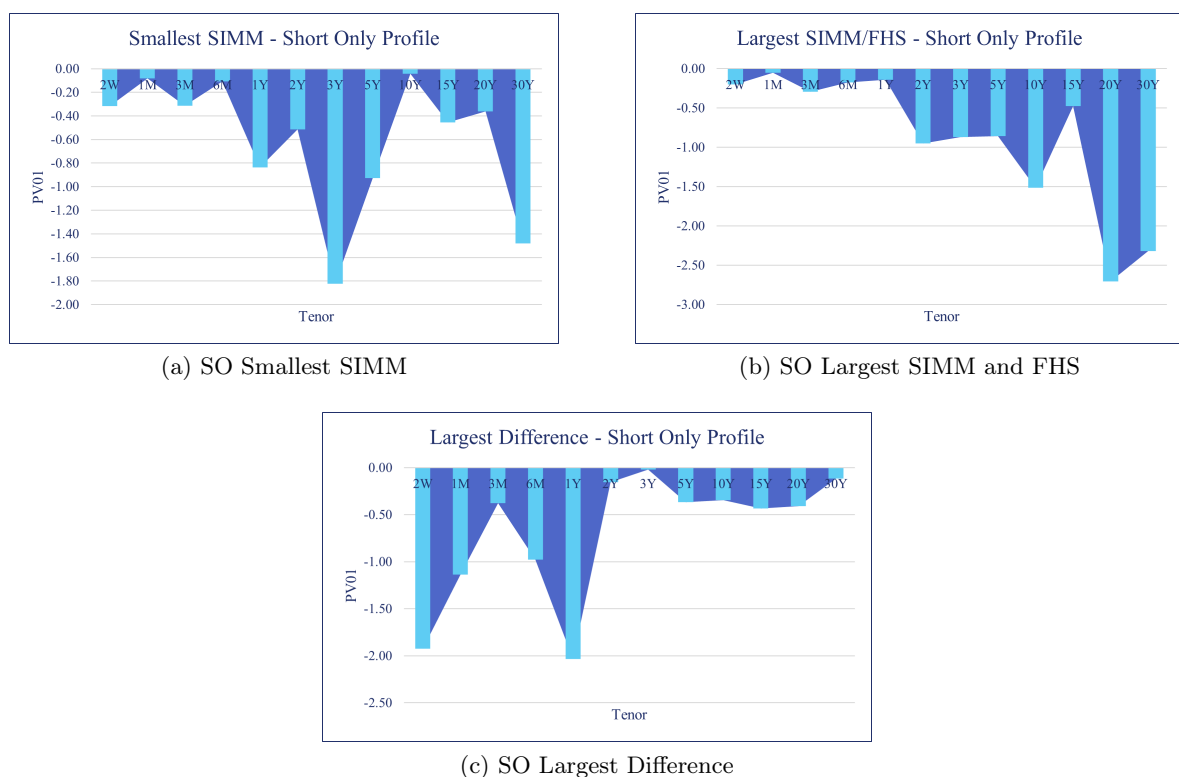 Smallest SIMM - Short Only Profile
0.00
2W 1M 3M 6M 1Y 2Y 3Y 5Y 10Y 15Y 20Y 30Y
-0.20
-0.40
-0.60
-0.80
-1.00
-1.20
-1.40
-1.60
-1.80
-2.00
PV01
Tenor
(a) SO Smallest SIMM
Largest SIMM/FHS - Short Only Profile
0.00
2W 1M 3M 6M 1Y 2Y 3Y 5Y 10Y 15Y 20Y 30Y
-0.50
-1.00
-1.50
-2.00
-2.50
-3.00
PV01
Tenor
(b) SO Largest SIMM and FHS
Largest Difference - Short Only Profile
0.00
2W 1M 3M 6M 1Y 2Y 3Y 5Y 10Y 15Y 20Y 30Y
-0.50
-1.00
-1.50
-2.00
-2.50
PV01
Tenor
(c) SO Largest Difference